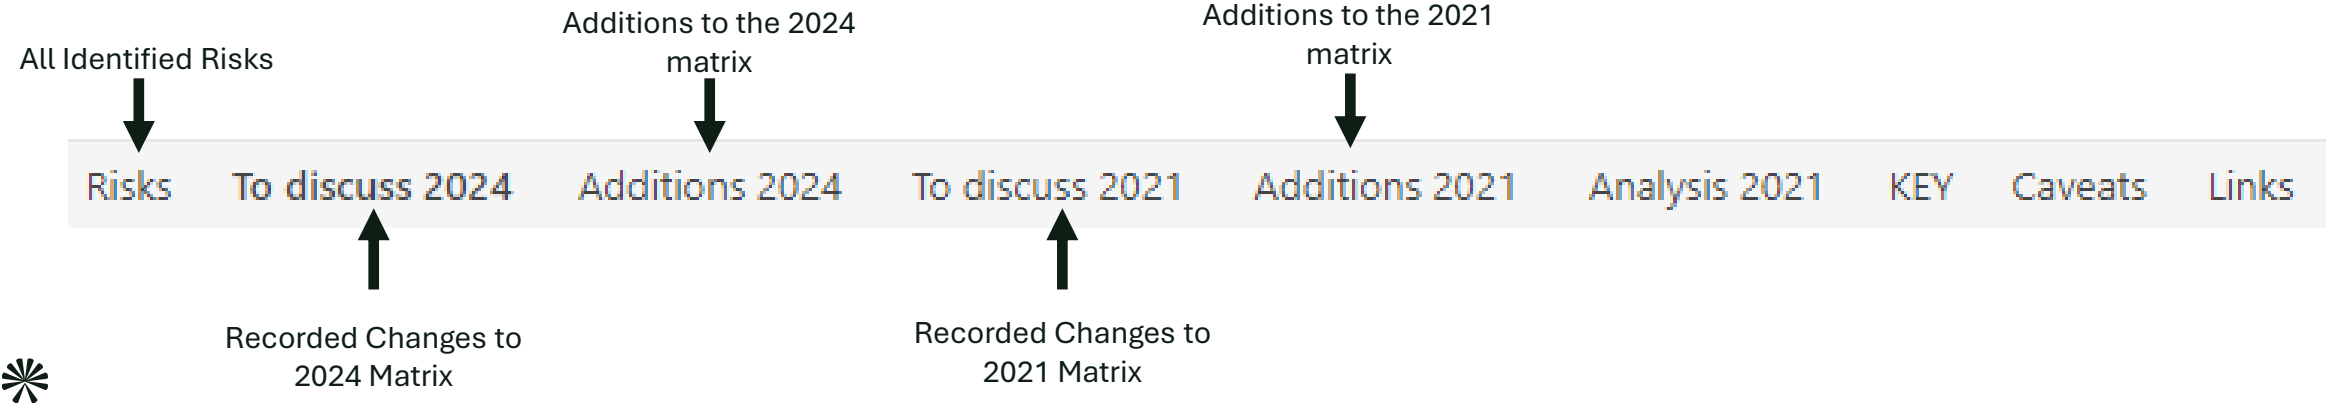 Additions to the 2024
matrix
Additions to the 2021
matrix
All Identified Risks
Risks To discuss 2024 Additions 2024 To discuss 2021 Additions 2021 Analysis 2021 KEY Caveats Links
Recorded Changes to
2024 Matrix
Recorded Changes to
2021 Matrix